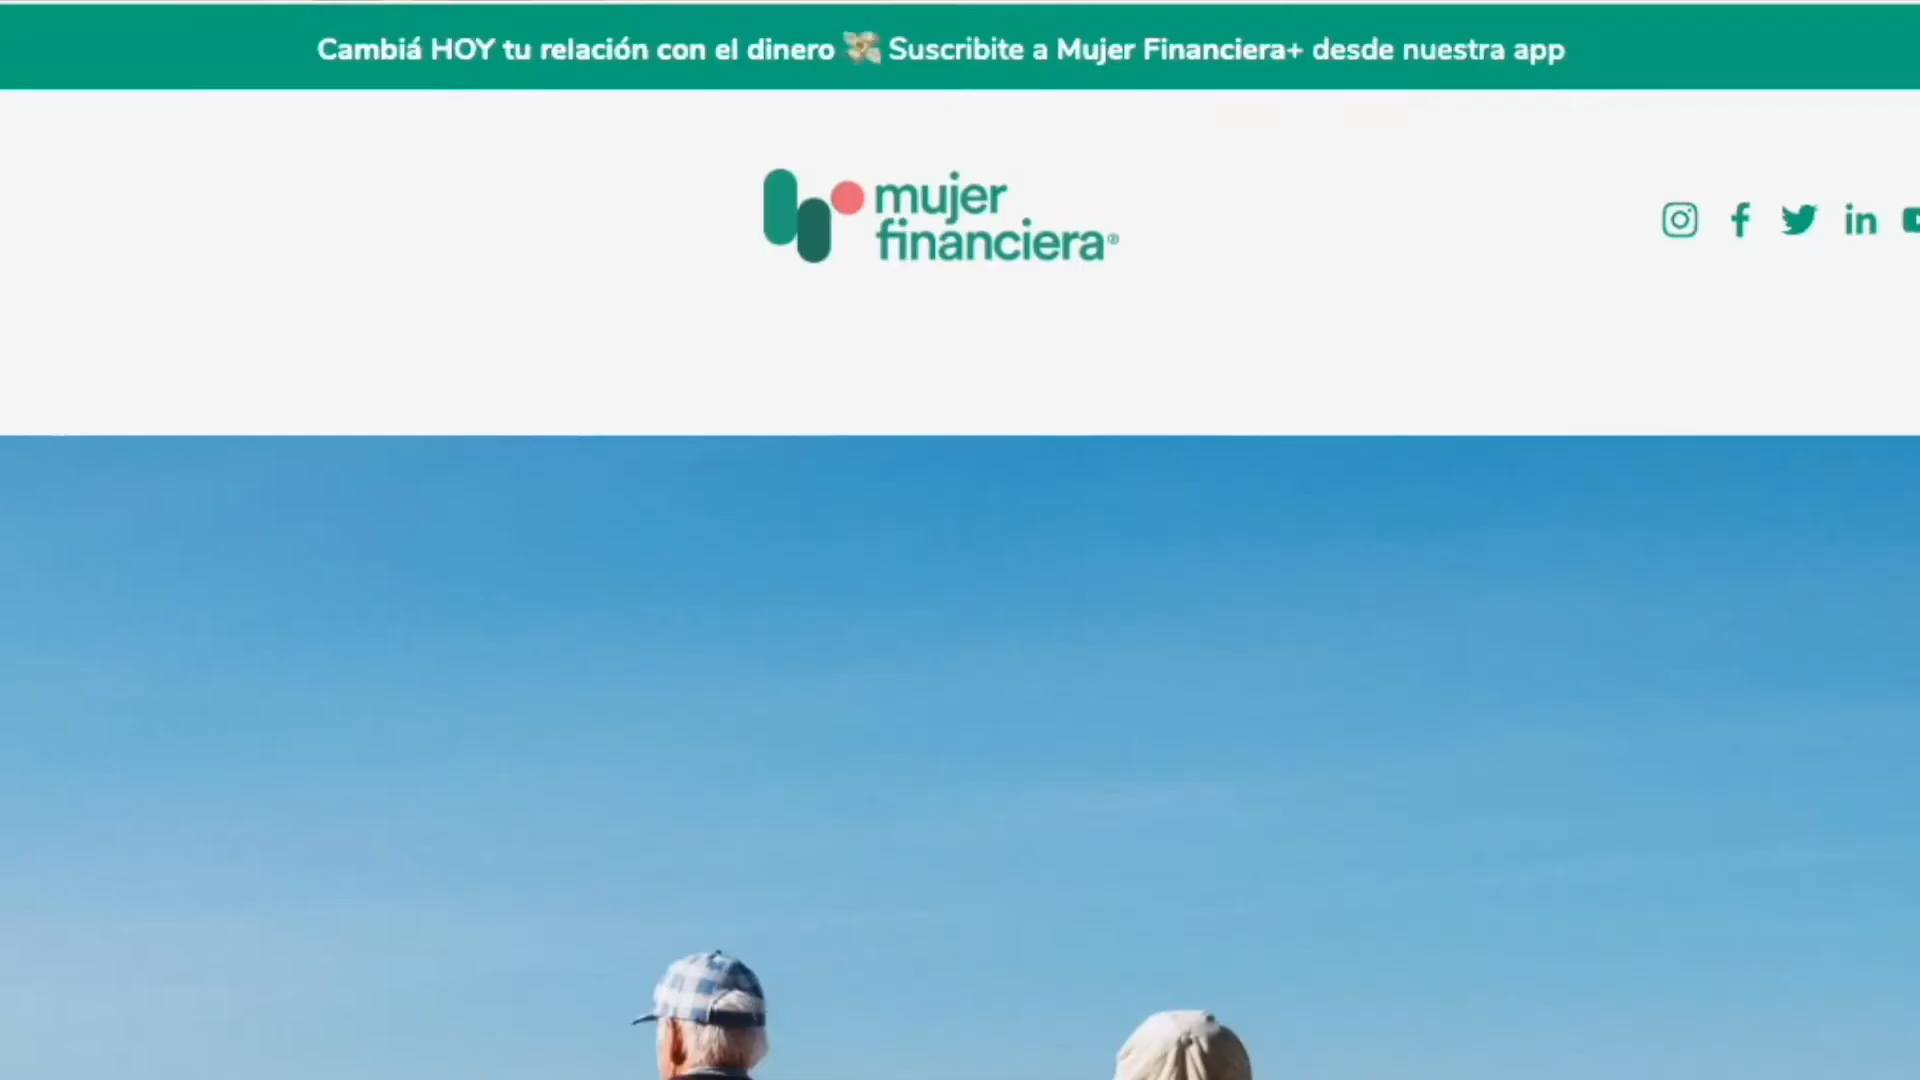 Cambiá HOY tu relación con el dinero 💸 Suscribite a Mujer Financiera+ desde nuestra app
mujer
financiera®